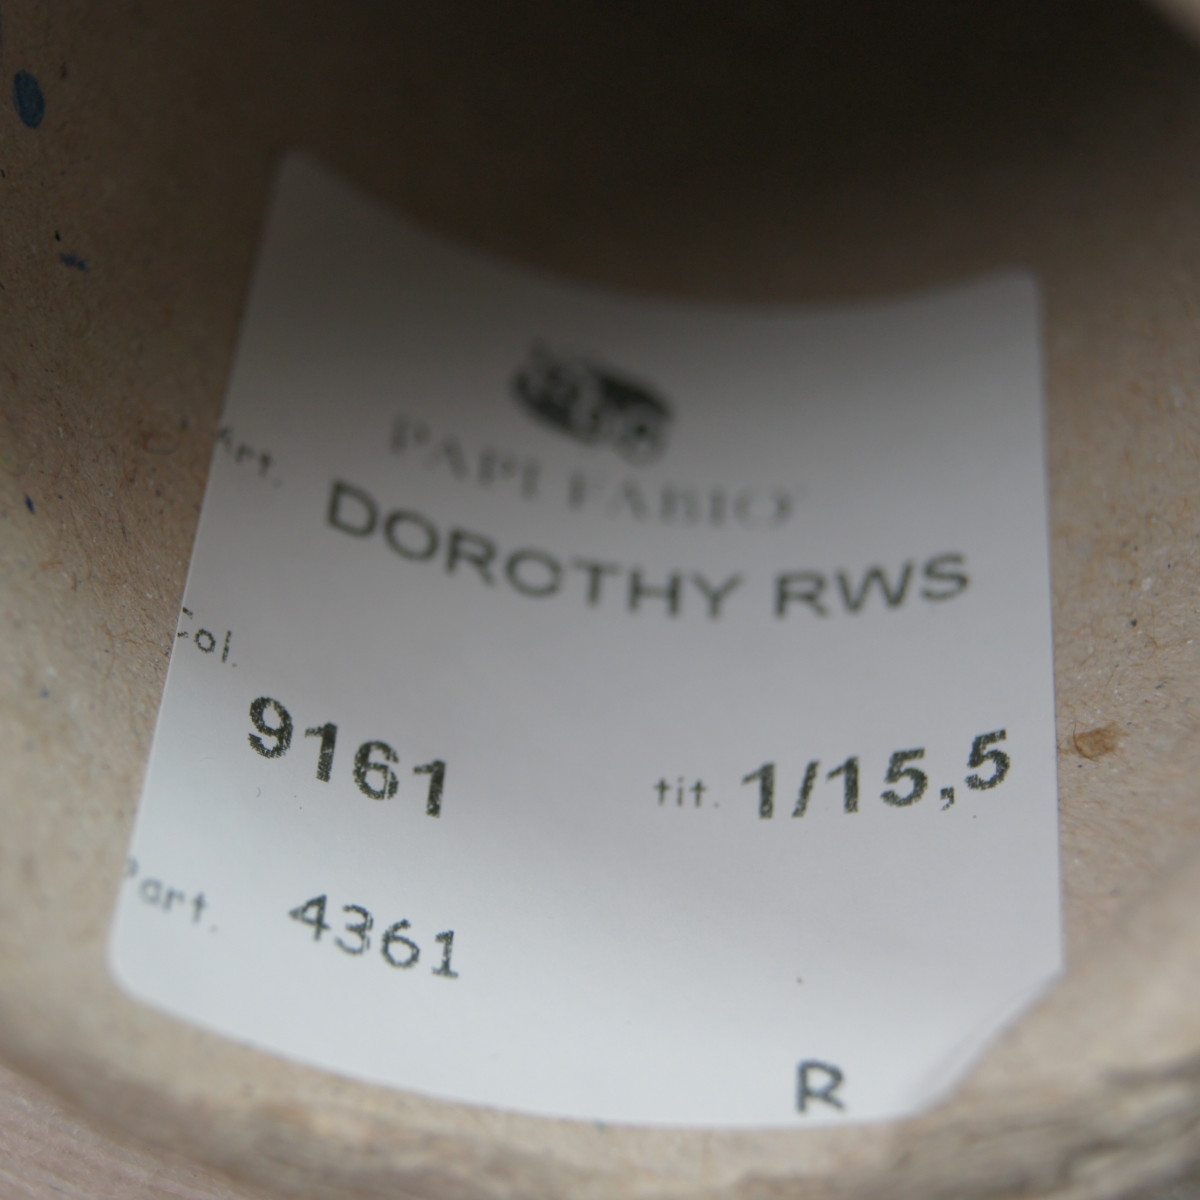 PAPI FABIO
Art. DOROTHY RWS
Col.
9161 tit. 1/15,5
Part. 4361
R